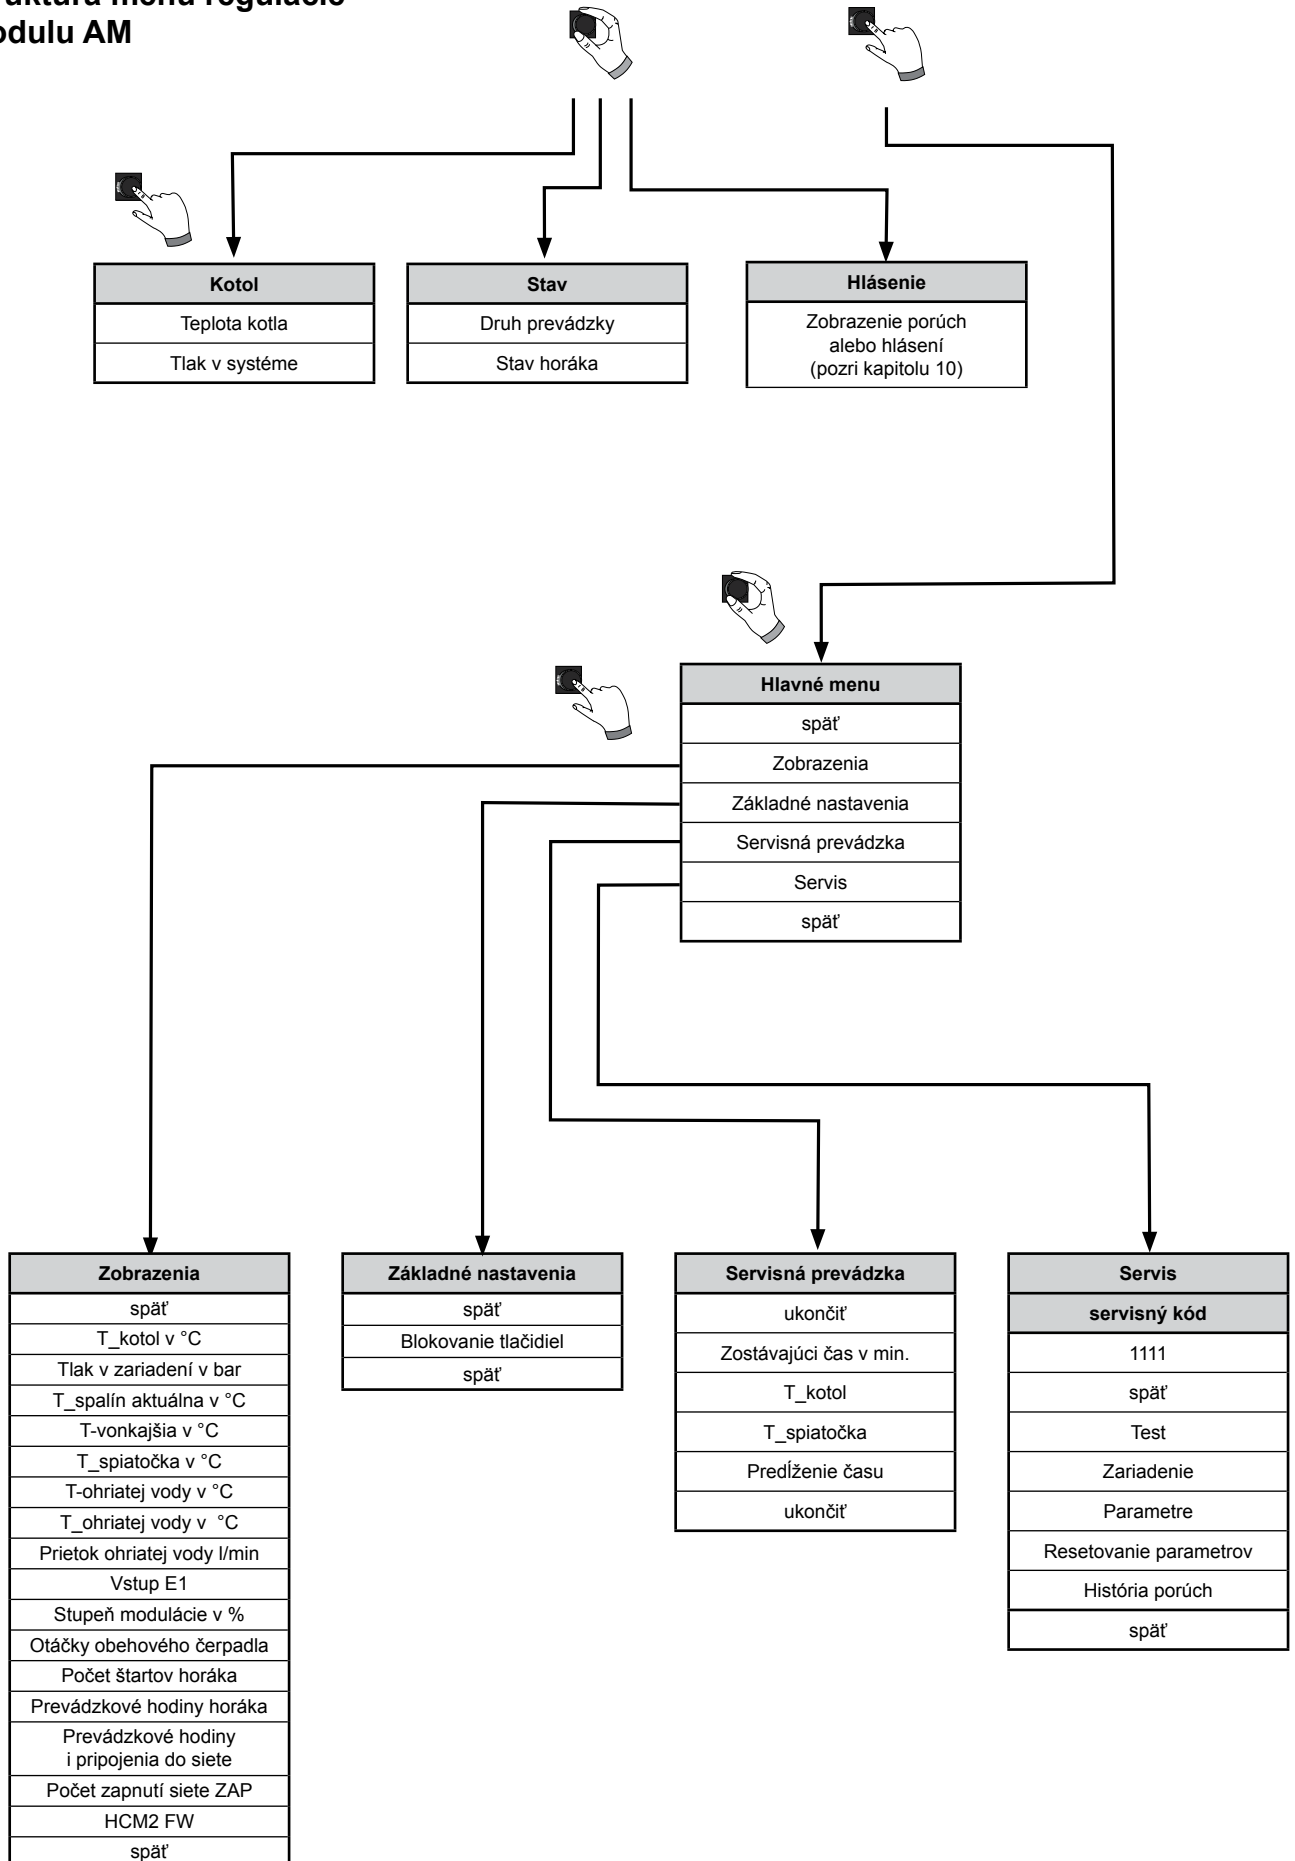 uktúra menu regulácie
odulu AM
Kotol
Teplota kotla
Tlak v systéme
Stav
Druh prevádzky
Stav horáka
Hlásenie
Zobrazenie porúch
alebo hlásení
(pozri kapitolu 10)
Hlavné menu
späť
Zobrazenia
Základné nastavenia
Servisná prevádzka
Servis
späť
Zobrazenia
späť
T_kotol v °C
Tlak v zariadení v bar
T_spalín aktuálna v °C
T-vonkajšia v °C
T_spiatočka v °C
T-ohriatej vody v °C
T_ohriatej vody v °C
Prietok ohriatej vody l/min
Vstup E1
Stupeň modulácie v %
Otáčky obehového čerpadla
Počet štartov horáka
Prevádzkové hodiny horáka
Prevádzkové hodiny
i pripojenia do siete
Počet zapnutí siete ZAP
HCM2 FW
späť
Základné nastavenia
späť
Blokovanie tlačidiel
späť
Servisná prevádzka
ukončiť
Zostávajúci čas v min.
T_kotol
T_spiatočka
Predĺženie času
ukončiť
Servis
servisný kód
1111
späť
Test
Zariadenie
Parametre
Resetovanie parametrov
História porúch
späť